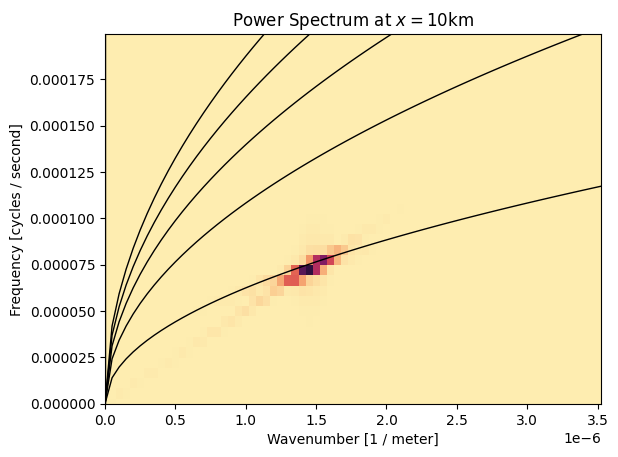 Power Spectrum at x = 10km
Frequency [cycles / second]
0.000175
0.000150
0.000125
0.000100
0.000075
0.000050
0.000025
0.000000
0.0 0.5 1.0 1.5 2.0 2.5 3.0 3.5
1e−6
Wavenumber [1 / meter]